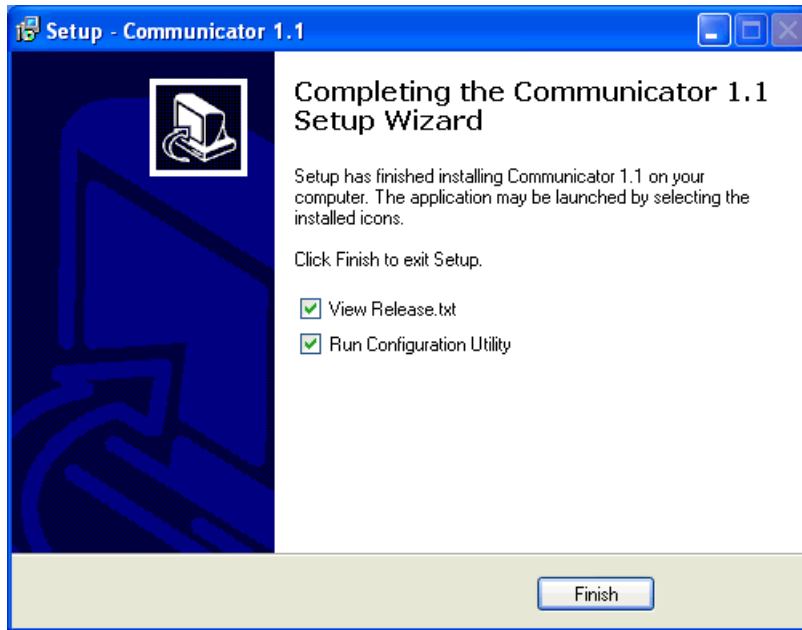 Setup - Communicator 1.1
Completing the Communicator 1.1
Setup Wizard
Setup has finished installing Communicator 1.1 on your
computer. The application may be launched by selecting the
installed icons.
Click Finish to exit Setup.
View Release.txt
Run Configuration Utility
Finish